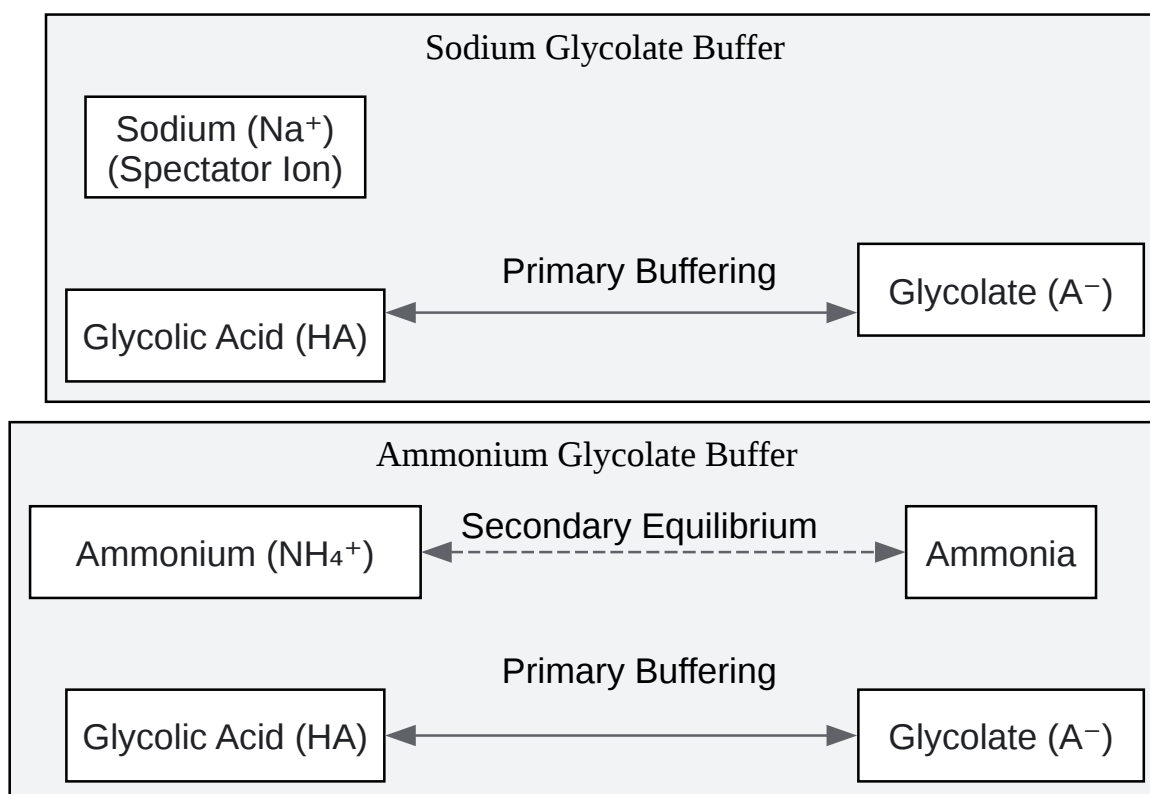 Sodium Glycolate Buffer
Sodium (Na⁺)
(Spectator Ion)
Primary Buffering
Glycolate (A⁻)
Glycolic Acid (HA)
Ammonium Glycolate Buffer
Secondary Equilibrium
Ammonium (NH₄⁺)
Ammonia
Primary Buffering
Glycolic Acid (HA)
Glycolate (A⁻)